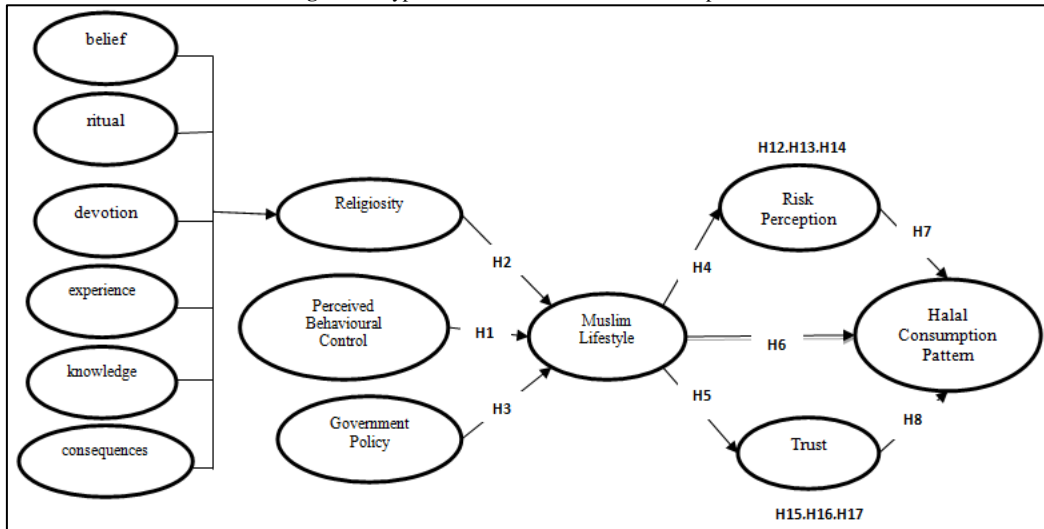 belief
ritual
devotion
experience
knowledge
consequences
Religiosity
Perceived
Behavioural
Control
Government
Policy
H2
H1
H3
Muslim
Lifestyle
H4
H6
H5
H12.H13.H14
Risk
Perception
Trust
H15.H16.H17
H7
H8
Halal
Consumption
Pattern